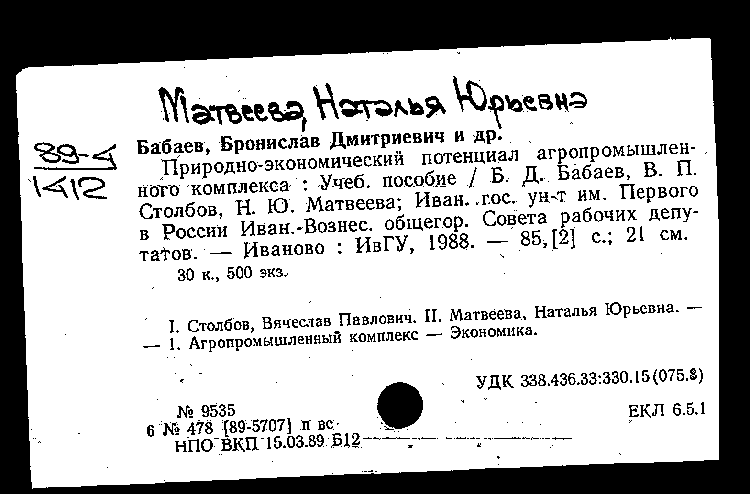 Матвеева, Наталья Юрьевна
89-4
1412
Бабаев, Бронислав Дмитриевич и др.
Природно-экономический потенциал агропромышлен-
ного комплекса : Учеб. пособие / Б. Д. Бабаев, В. П.
Столбов, Н. Ю. Матвеева; Иван. гос. ун-т им. Первого
в России Иван.-Вознес. общегор. Совета рабочих депу-
татов. — Иваново : ИвГУ, 1988. — 85,[2] с.; 21 см.
30 к., 500 экз.
I. Столбов, Вячеслав Павлович. II. Матвеева, Наталья Юрьевна. —
— 1. Агропромышленный комплекс — Экономика.
УДК 338.436.33:330.15(075.8)
№ 9535
ЕКЛ 6.5.1
6 № 478 [89-5707] п вс
НПО ВКП 15.03.89 Б12